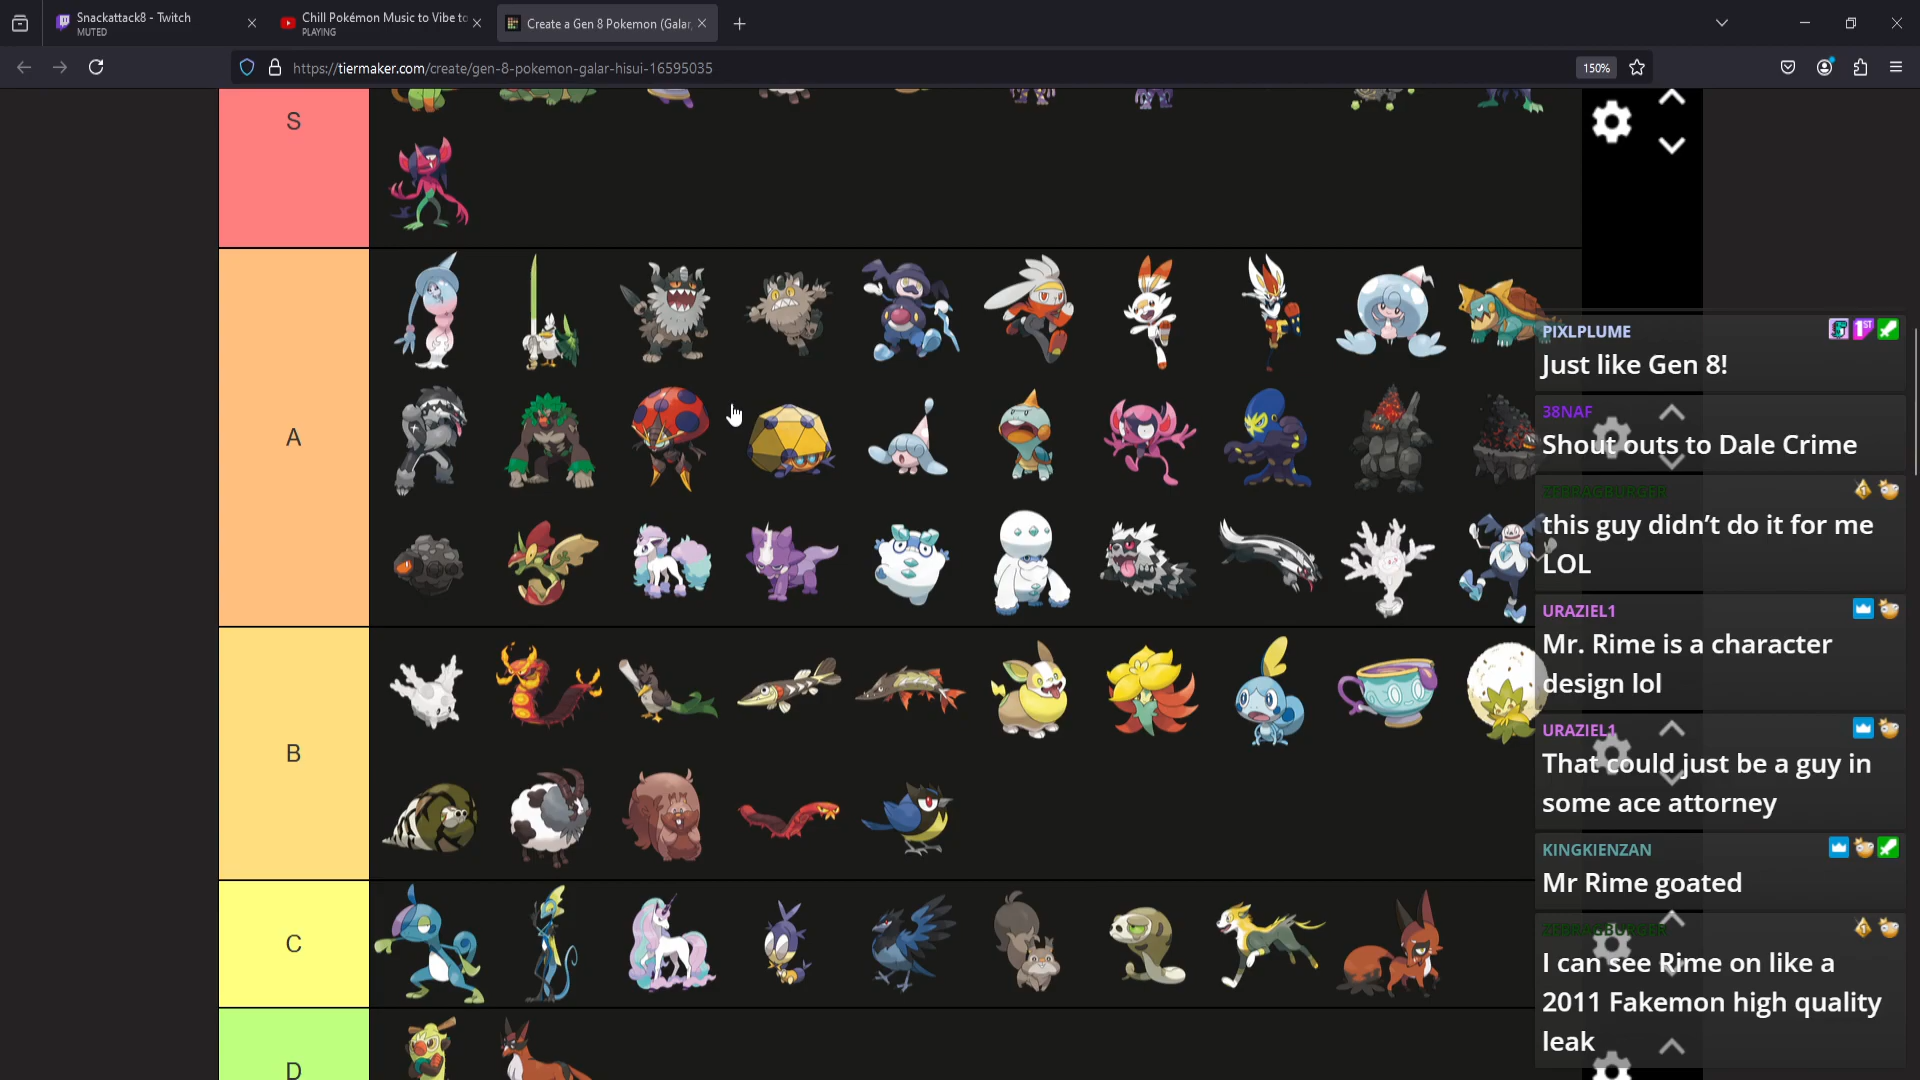 Snackattack8 - Twitch
MUTED
Chill Pokémon Music to Vibe to
PLAYING
Create a Gen 8 Pokemon (Galar,
https://tiermaker.com/create/gen-8-pokemon-galar-hisui-16595035
150%
S
A
B
C
D
PIXLPLUME
Just like Gen 8!
38NAF
Shout outs to Dale Crime
this guy didn't do it for me
LOL
URAZIEL1
Mr. Rime is a character
design lol
URAZIEL1
That could just be a guy in
some ace attorney
KINGKIENZAN
Mr Rime goated
I can see Rime on like a
2011 Fakemon high quality
leak